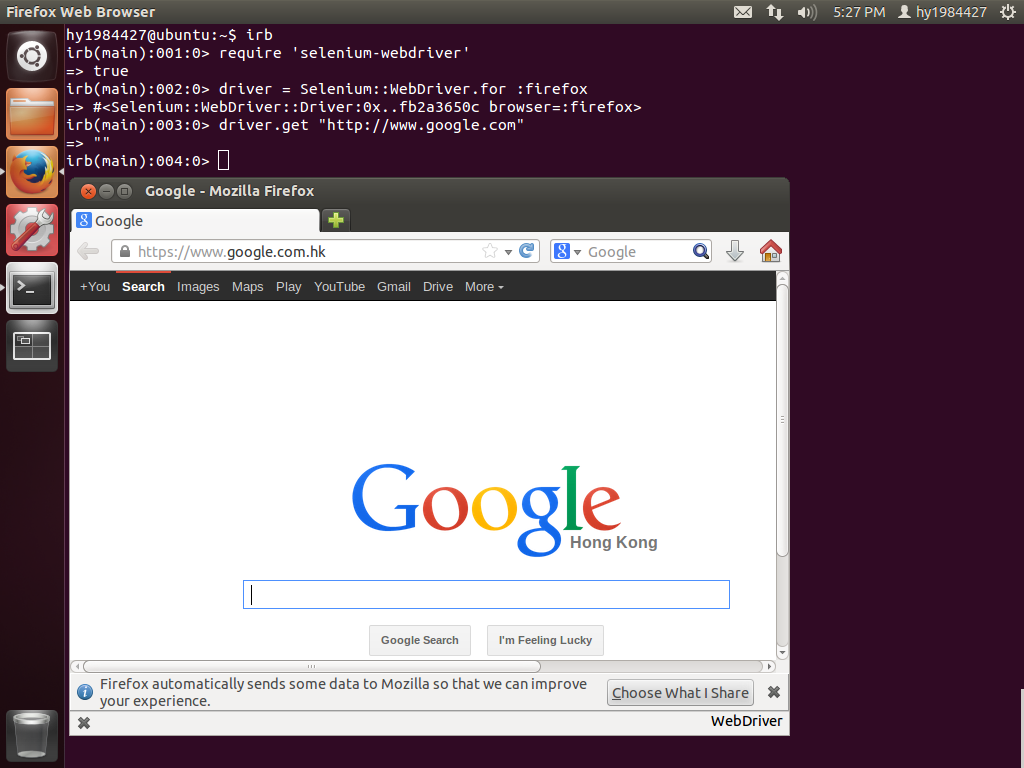 Firefox Web Browser
5:27 PM hy1984427
hy1984427@ubuntu:~$ irb
irb(main):001:0> require 'selenium-webdriver'
=> true
irb(main):002:0> driver = Selenium::WebDriver.for :firefox
=> #<Selenium::WebDriver::Driver:0x..fb2a3650c browser=:firefox>
irb(main):003:0> driver.get "http://www.google.com"
=> ""
irb(main):004:0>
Google - Mozilla Firefox
Google
https://www.google.com.hk
Google
+You Search Images Maps Play YouTube Gmail Drive More
Google
Hong Kong
Google Search I'm Feeling Lucky
Firefox automatically sends some data to Mozilla so that we can improve
your experience.
Choose What I Share
WebDriver